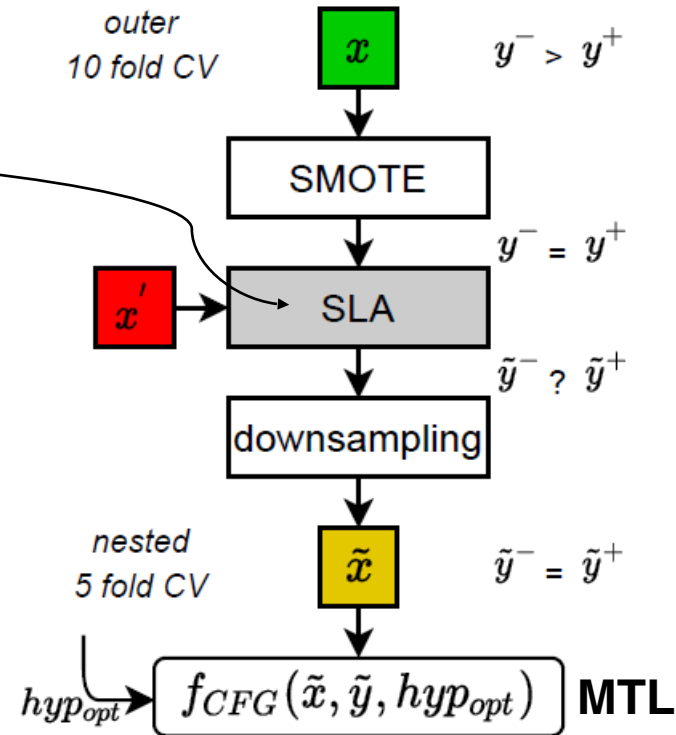 outer
10 fold CV
x
y⁻ > y⁺
SMOTE
y⁻ = y⁺
x′
SLA
ỹ⁻ ? ỹ⁺
downsampling
nested
5 fold CV
x̃
ỹ⁻ = ỹ⁺
hyp_opt
f_CFG(x̃, ỹ, hyp_opt)
MTL